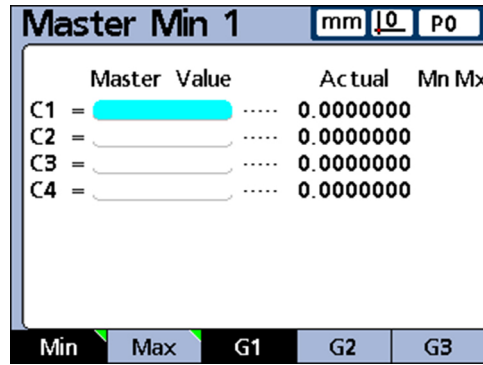 Master Min 1 mm 0 P0
Master Value Actual Mn Mx
C1 = ..... 0.0000000
C2 = ..... 0.0000000
C3 = ..... 0.0000000
C4 = ..... 0.0000000
Min Max G1 G2 G3